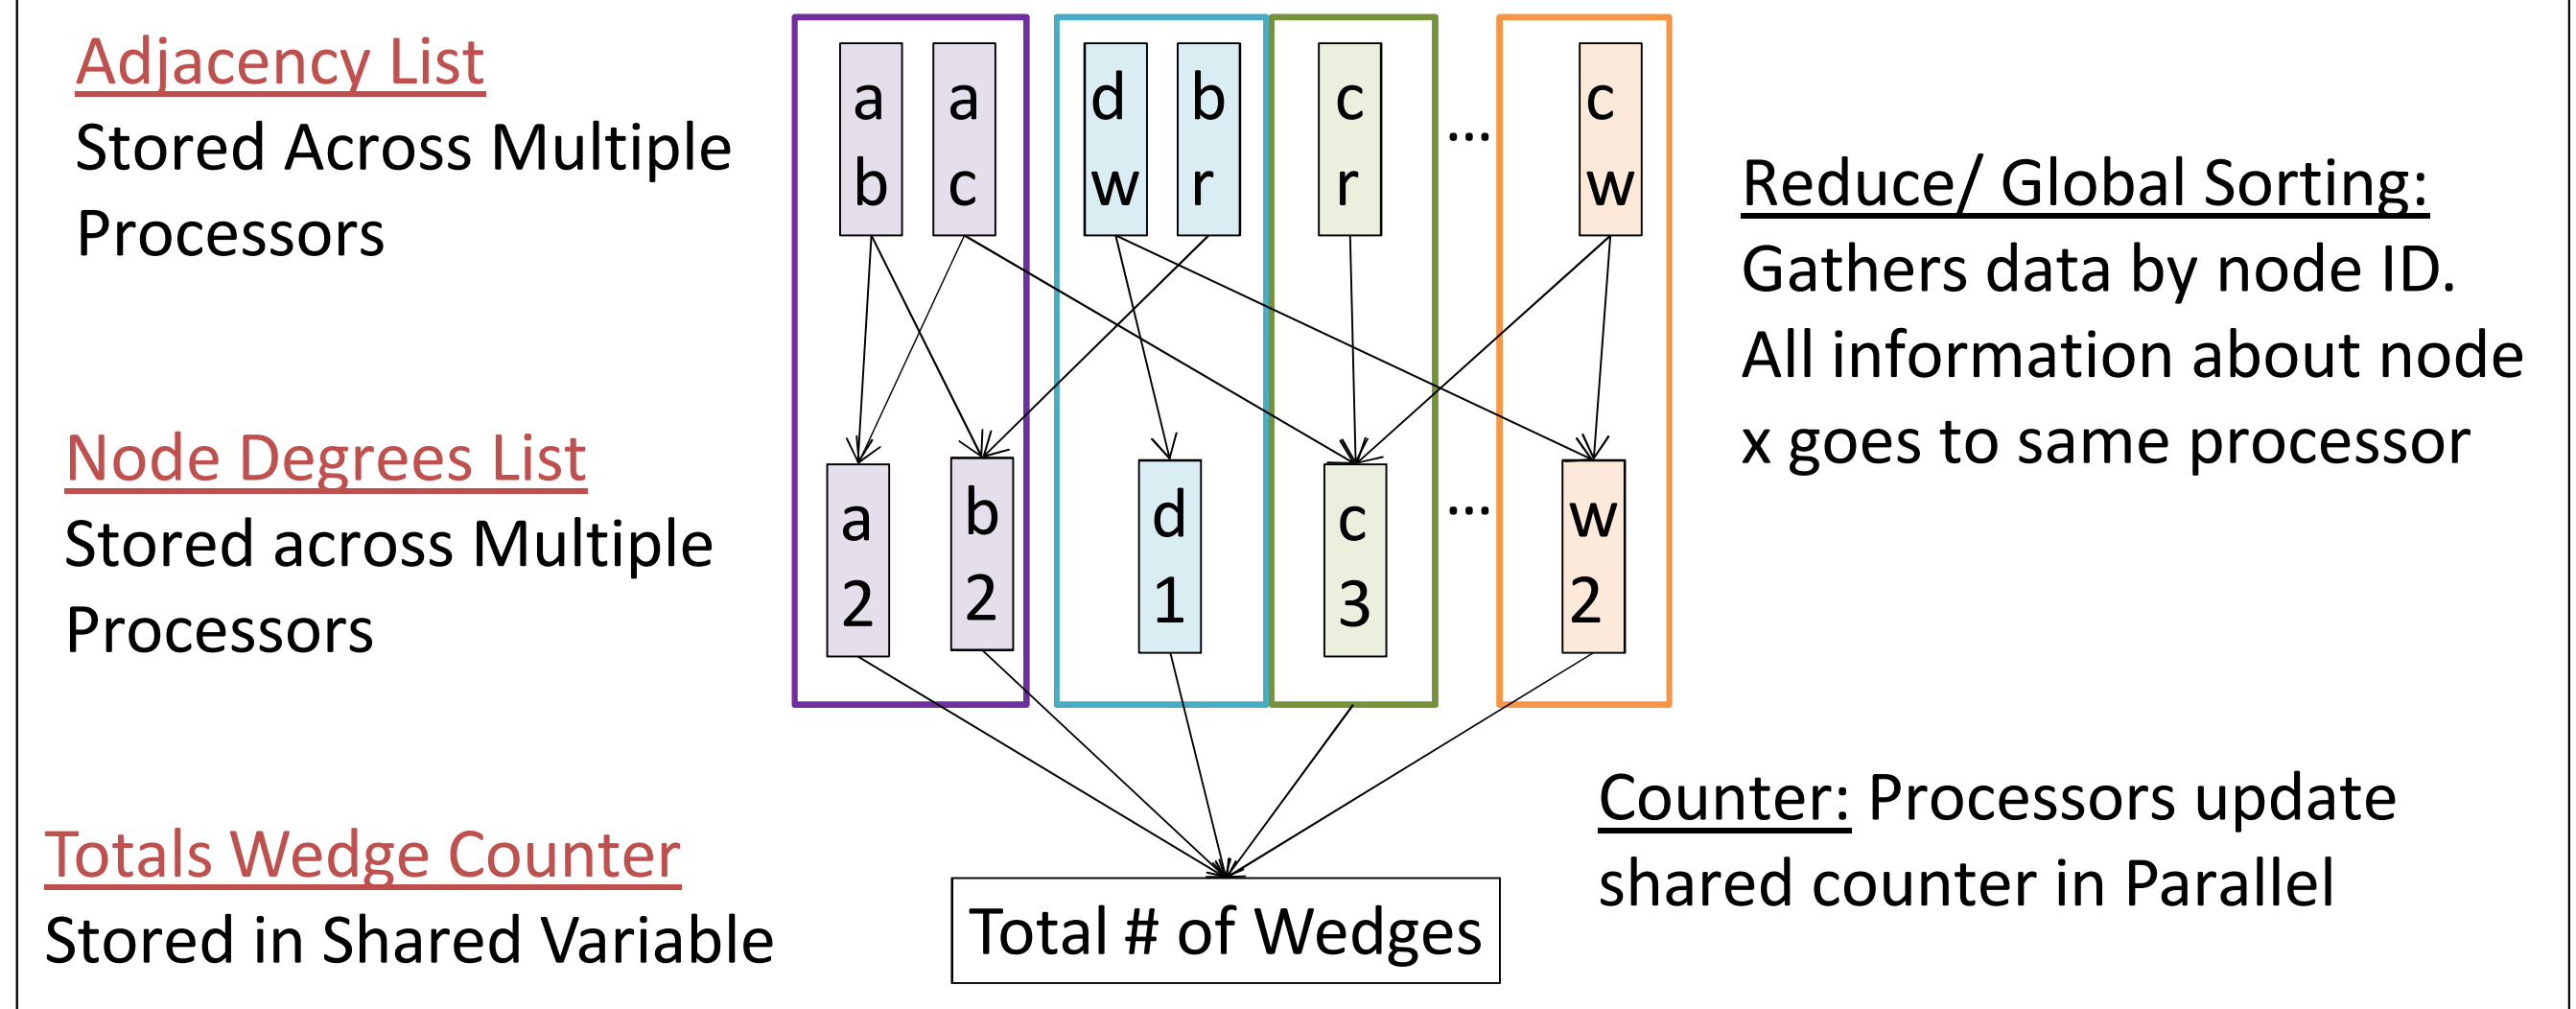 Adjacency List
Stored Across Multiple
Processors
a a d b c ... c
b c w r r w
Reduce/ Global Sorting:
Gathers data by node ID.
All information about node
x goes to same processor
Node Degrees List
Stored across Multiple
Processors
a b d c ... w
2 2 1 3 2
Totals Wedge Counter
Stored in Shared Variable
Counter: Processors update
shared counter in Parallel
Total # of Wedges